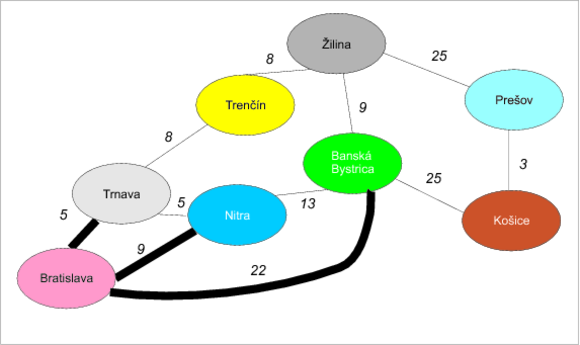 Žilina
8
25
Trenčín
Prešov
9
8
Banská
Bystrica
3
25
Trnava
5
Nitra
13
Košice
5
9
22
Bratislava